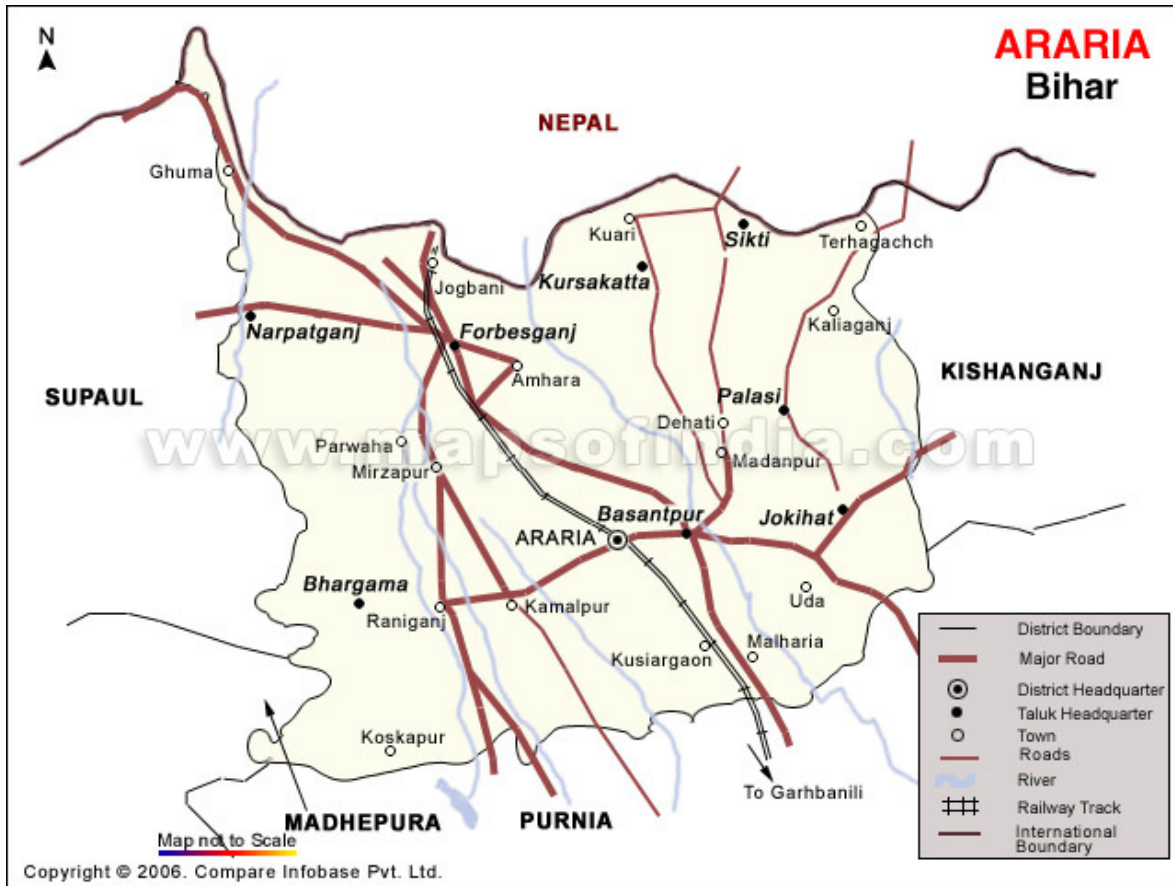 N
ARARIA
Bihar
NEPAL
Ghuma
Kuari
Sikti
Terhagachch
Jogbani
Kursakatta
Narpatganj
Forbesganj
Kaliaganj
Amhara
KISHANGANJ
SUPAUL
Palasi
Dehati
www.mapsofindia.com
Parwaha
Mirzapur
Madanpur
Basantpur
Jokihat
ARARIA
Bhargama
Raniganj
Kamalpur
Uda
Kusiargaon
Malharia
Koskapur
To Garhbanili
MADHEPURA
PURNIA
District Boundary
Major Road
District Headquarter
Taluk Headquarter
Town
Roads
River
Railway Track
International
Boundary
Map not to Scale
Copyright © 2006. Compare Infobase Pvt. Ltd.